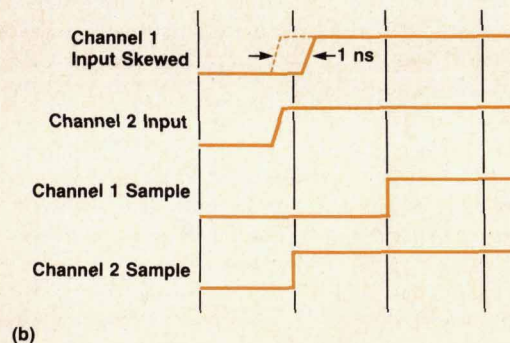 Channel 1
Input Skewed
1 ns
Channel 2 Input
Channel 1 Sample
Channel 2 Sample
(b)